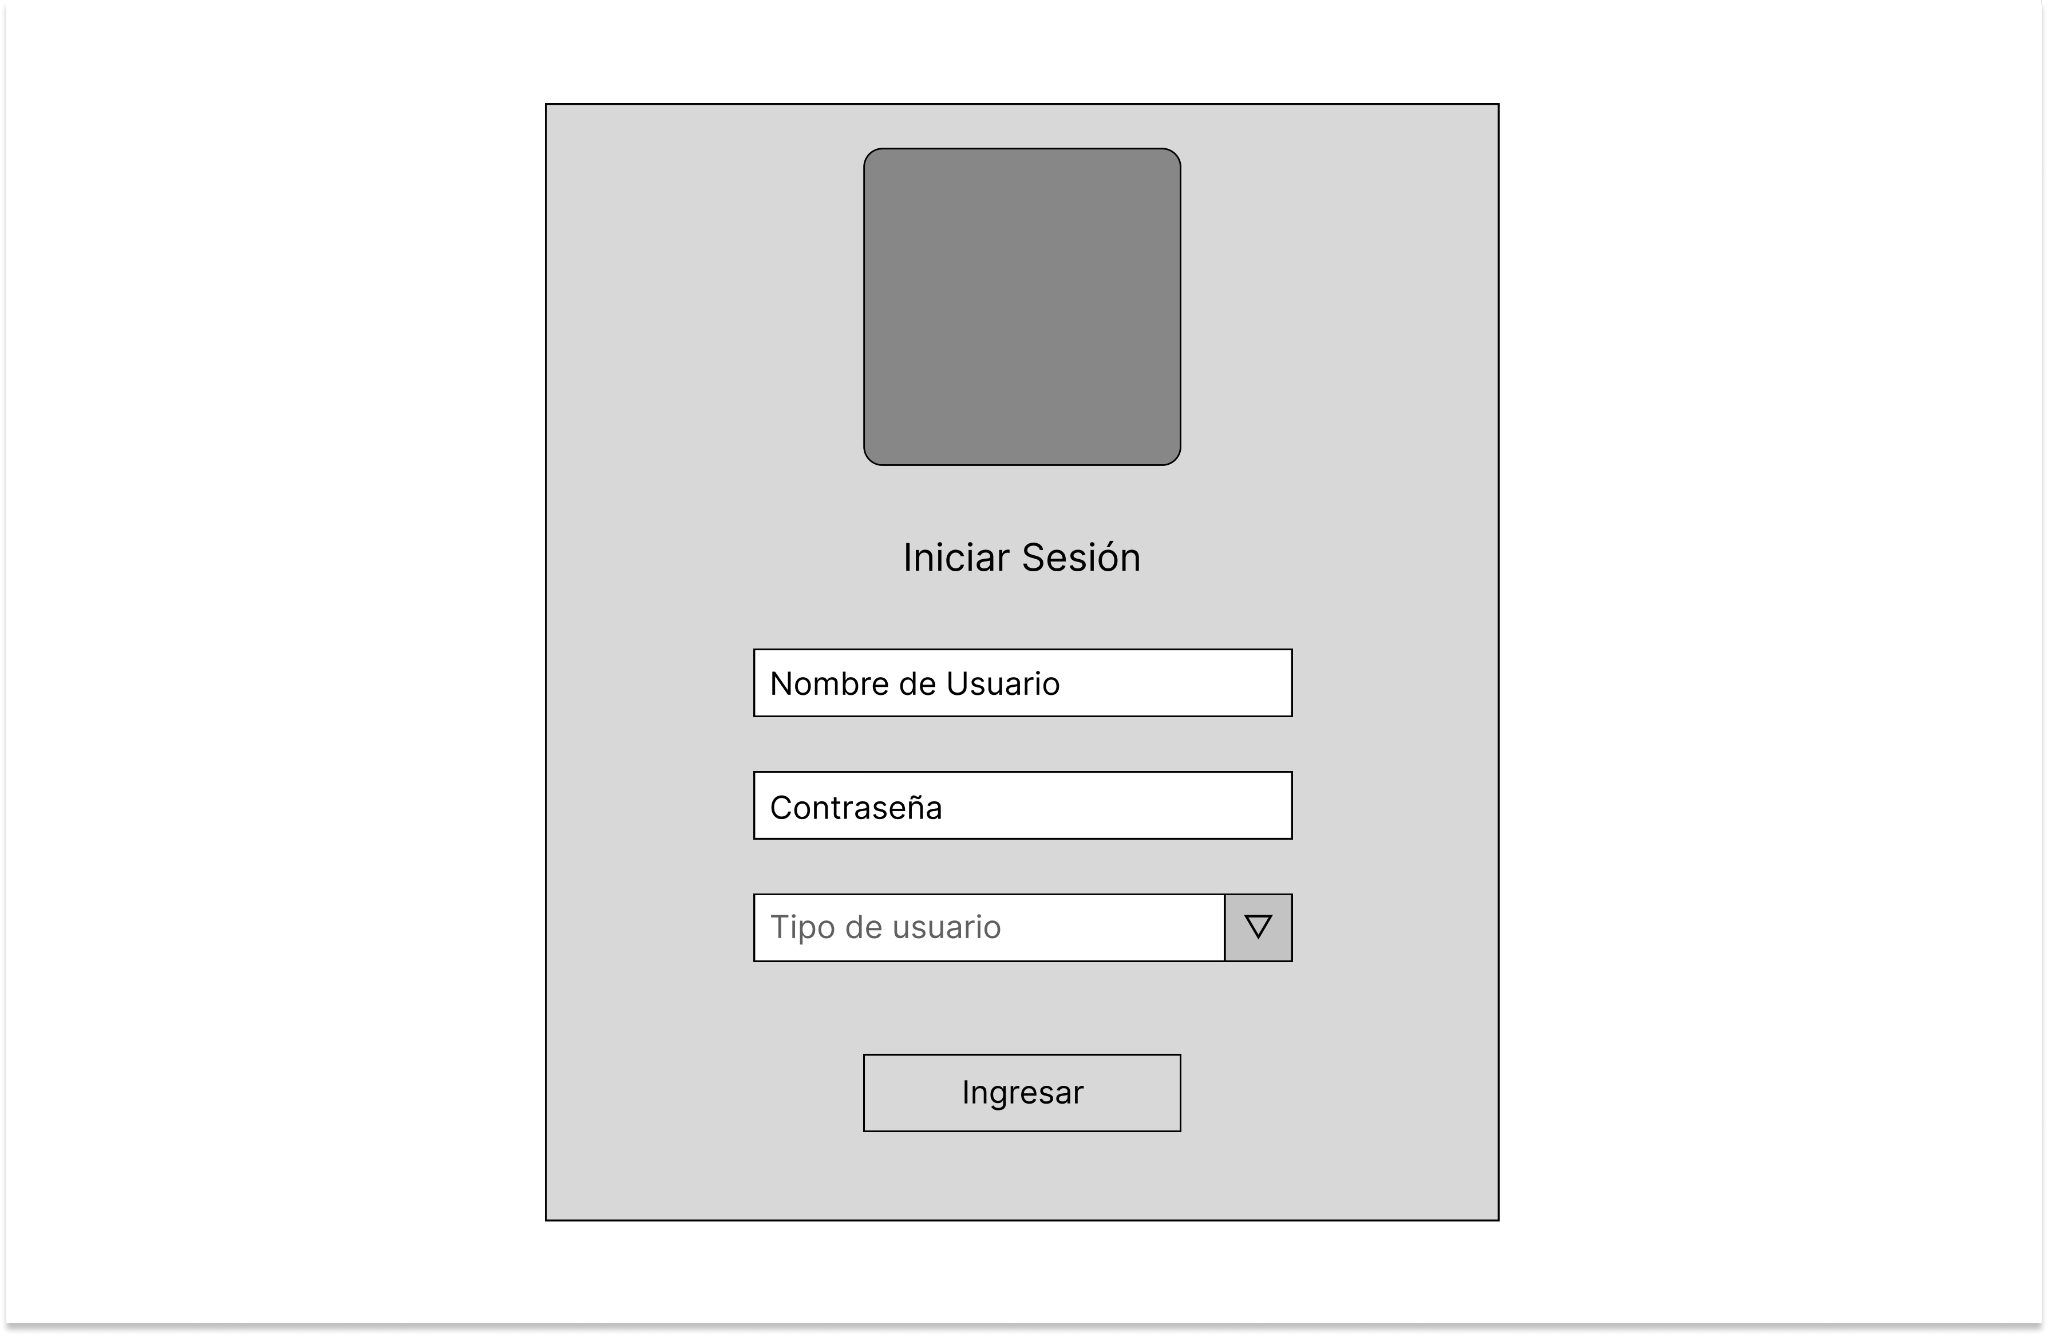 Iniciar Sesión
Nombre de Usuario
Contraseña
Tipo de usuario
Ingresar